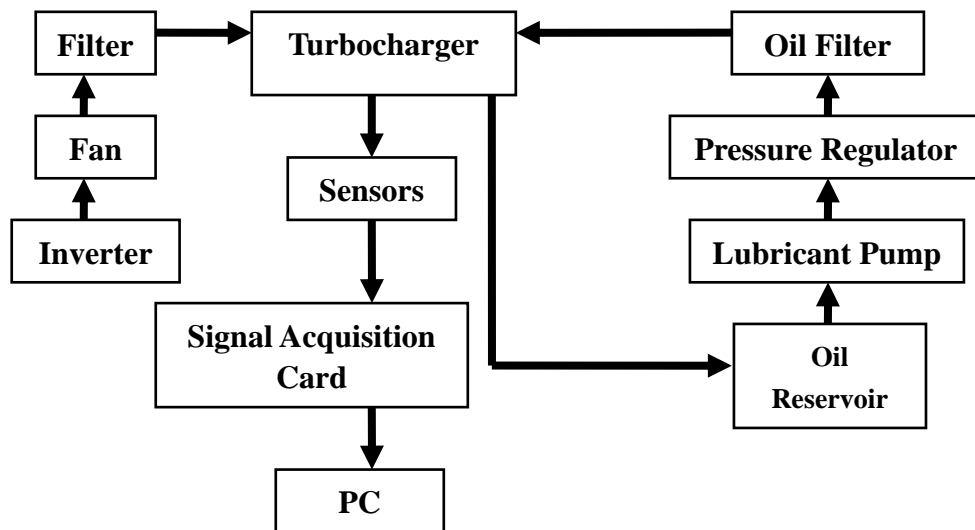 Filter
Turbocharger
Oil Filter
Fan
Pressure Regulator
Sensors
Inverter
Lubricant Pump
Signal Acquisition
Card
Oil
Reservoir
PC